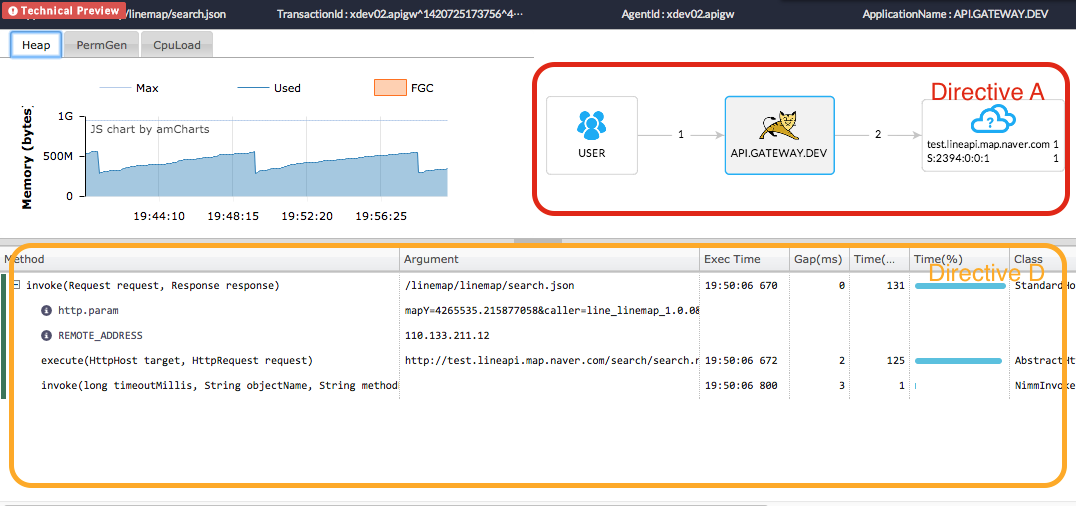 Technical Preview
/linemap/search.json TransactionId : xdev02.apigw^1420725173756^4··· AgentId : xdev02.apigw ApplicationName : API.GATEWAY.DEV
Heap PermGen CpuLoad
Max Used FGC
Memory (bytes)
JS chart by amCharts
1G
500M
0
19:44:10 19:48:15 19:52:20 19:56:25
Directive A
USER
1
API.GATEWAY.DEV
2
test.lineapi.map.naver.com 1
S:2394:0:0:1 1
Method Argument Exec Time Gap(ms) Time(... Time(%) Class
Directive D
invoke(Request request, Response response) /linemap/linemap/search.json 19:50:06 670 0 131 StandardHo
http.param mapY=4265535.215877058&caller=line_linemap_1.0.0&
REMOTE_ADDRESS 110.133.211.12
execute(HttpHost target, HttpRequest request) http://test.lineapi.map.naver.com/search/search.n 19:50:06 672 2 125 AbstractHt
invoke(long timeoutMillis, String objectName, String method 19:50:06 800 3 1 NimmInvoke